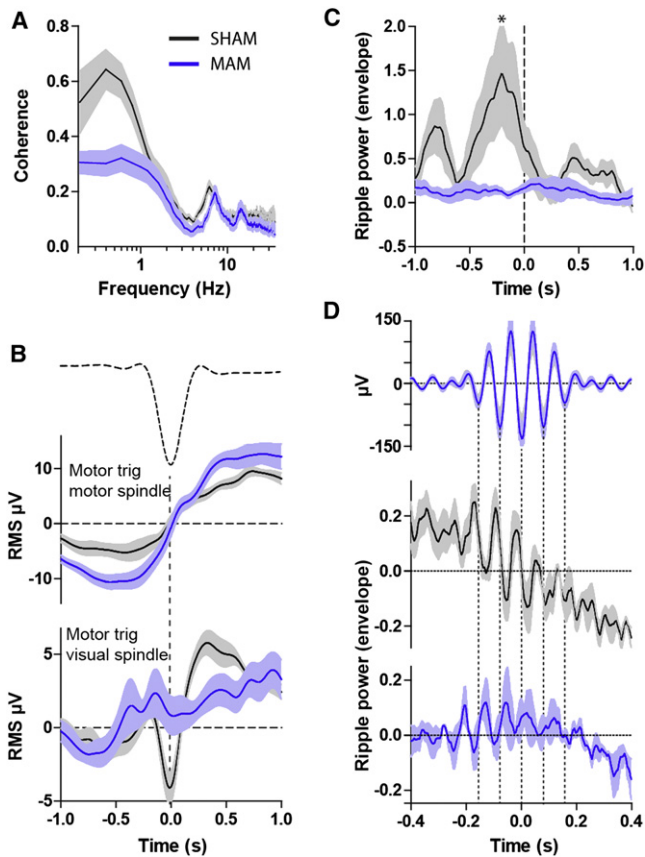 A
SHAM
MAM
Coherence
0.8
0.6
0.4
0.2
0.0
1
10
Frequency (Hz)
C
*
Ripple power (envelope)
2.0
1.5
1.0
0.5
0.0
-0.5
-1.0
-0.5
0.0
0.5
1.0
Time (s)
B
Motor trig
motor spindle
RMS µV
10
0
-10
Motor trig
visual spindle
RMS µV
5
0
-5
-1.0
-0.5
0.0
0.5
1.0
Time (s)
D
µV
150
0
-150
Ripple power (envelope)
0.2
0.0
-0.2
Ripple power (envelope)
0.2
0.0
-0.2
-0.4
-0.2
0.0
0.2
0.4
Time (s)